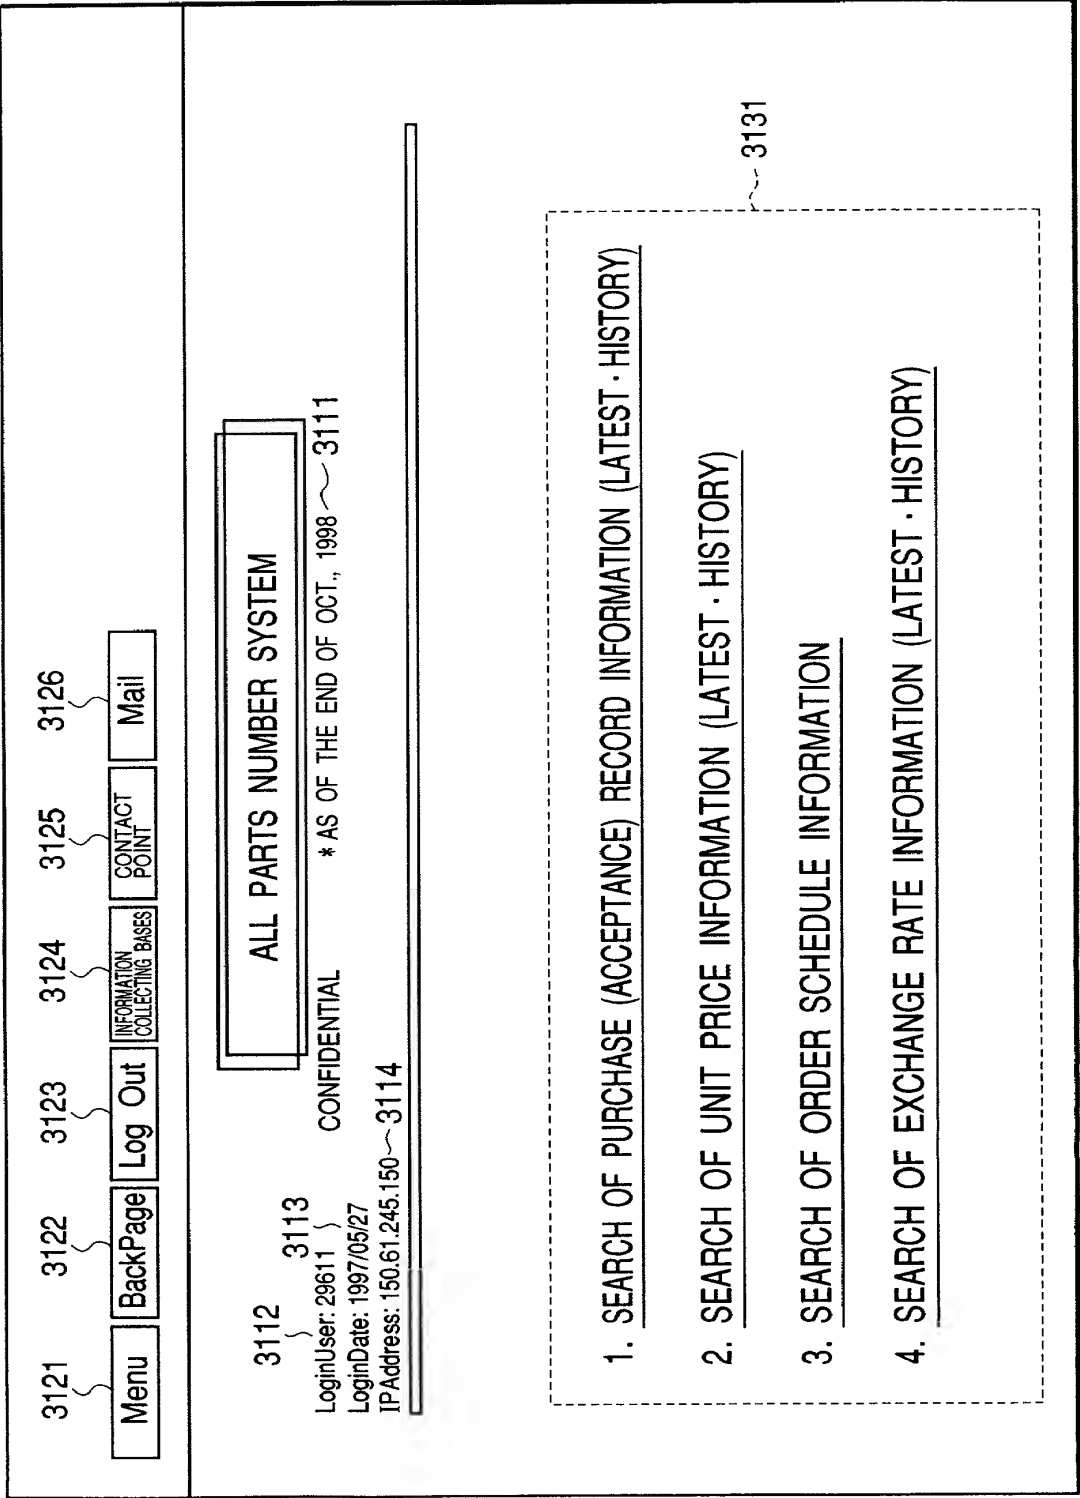 3121 3122 3123 3124 3125 3126
Menu BackPage Log Out INFORMATION COLLECTING BASES CONTACT POINT Mail
ALL PARTS NUMBER SYSTEM
3112 3113
LoginUser: 29611 CONFIDENTIAL * AS OF THE END OF OCT., 1998 3111
LoginDate: 1997/05/27
IPAddress: 150.61.245.150 3114
3131
1. SEARCH OF PURCHASE (ACCEPTANCE) RECORD INFORMATION (LATEST · HISTORY)
2. SEARCH OF UNIT PRICE INFORMATION (LATEST · HISTORY)
3. SEARCH OF ORDER SCHEDULE INFORMATION
4. SEARCH OF EXCHANGE RATE INFORMATION (LATEST · HISTORY)